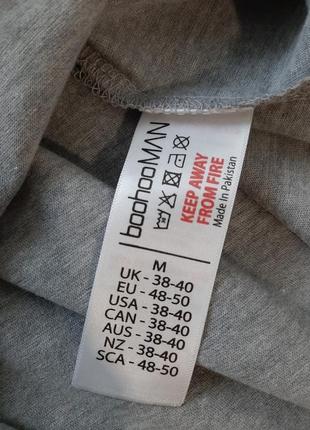 boohooMAN
KEEP AWAY
FROM FIRE
Made In Pakistan
M
UK - 38-40
EU - 48-50
USA - 38-40
CAN - 38-40
AUS - 38-40
NZ - 38-40
SCA - 48-50